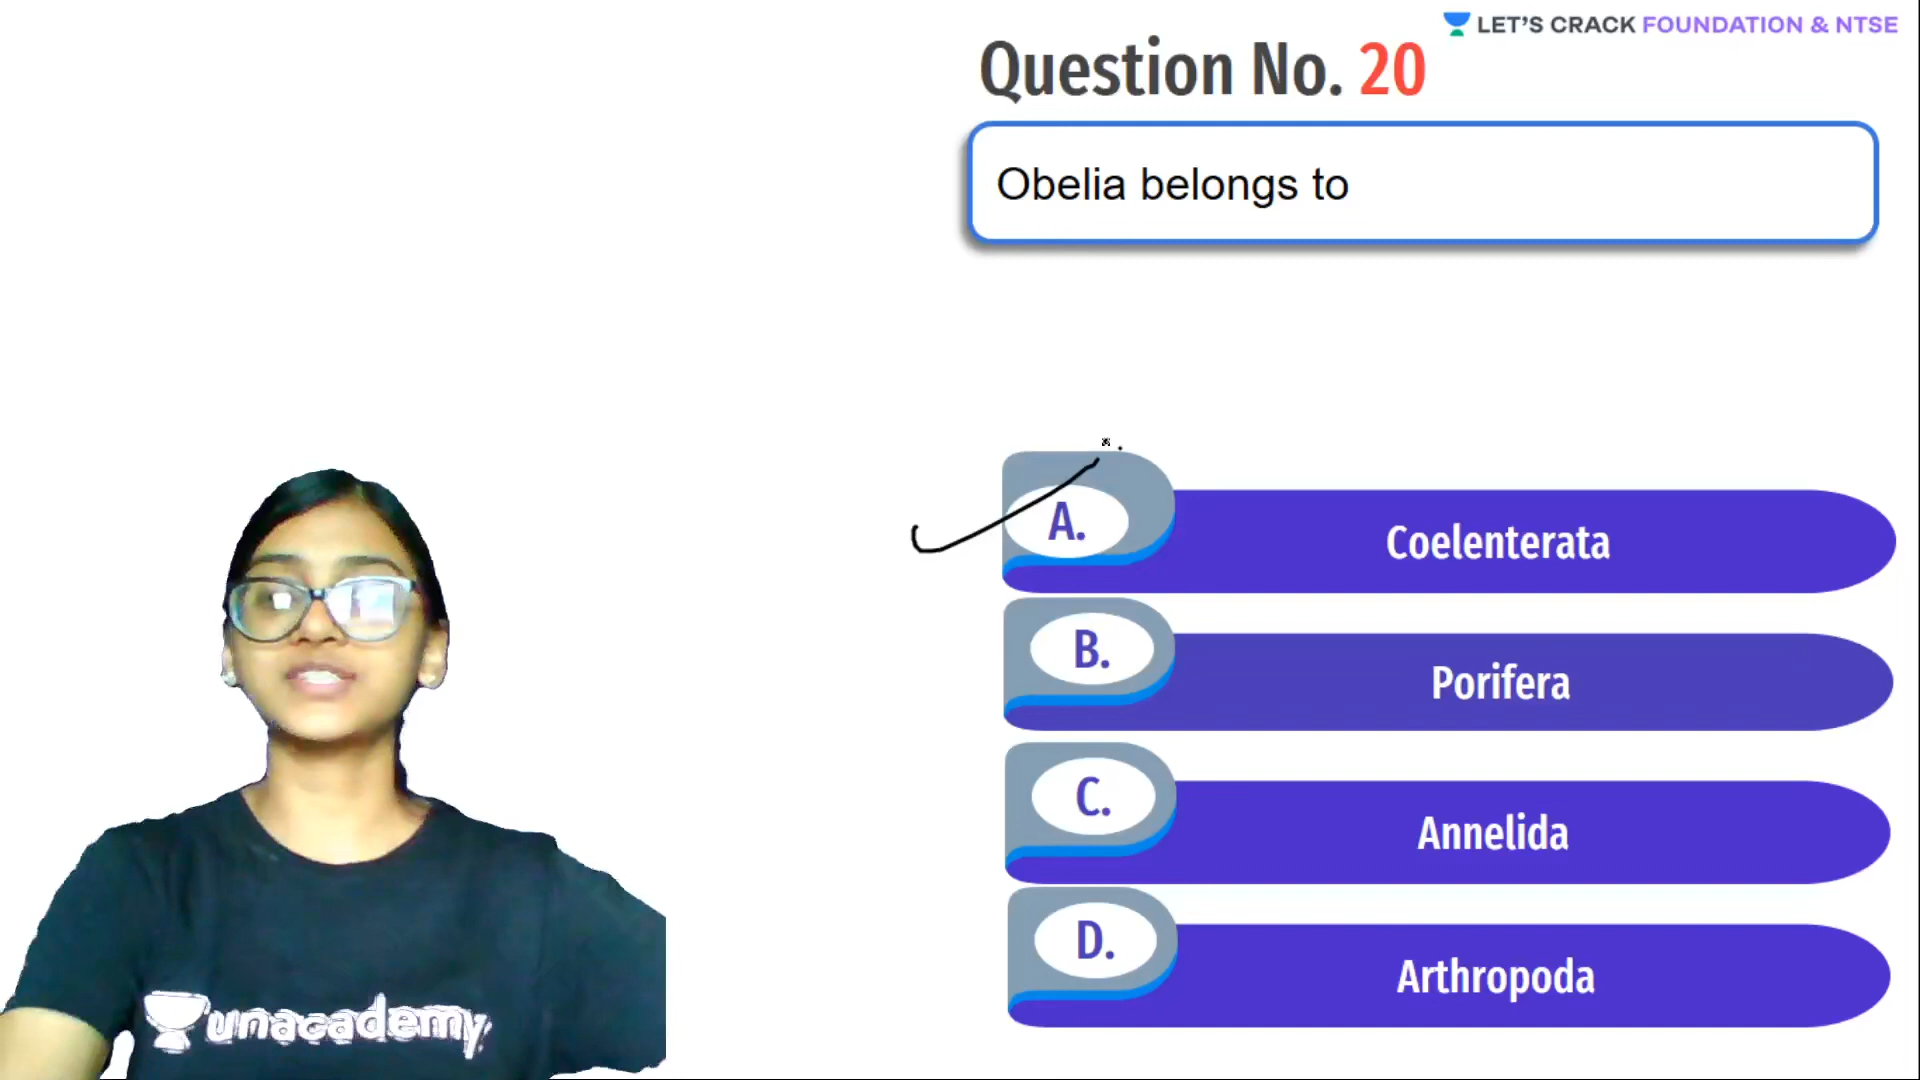 LET'S CRACK FOUNDATION & NTSE
Question No. 20
Obelia belongs to
A. Coelenterata
B. Porifera
C. Annelida
D. Arthropoda
unacademy